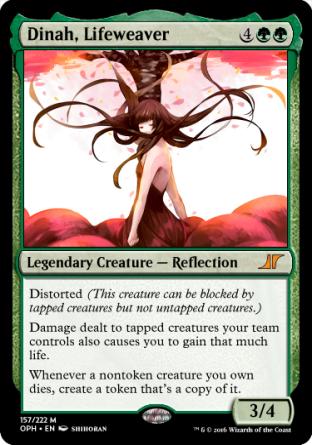 Dinah, Lifeweaver 4
Legendary Creature — Reflection
Distorted (This creature can be blocked by
tapped creatures but not untapped creatures.)
Damage dealt to tapped creatures your team
controls also causes you to gain that much
life.
Whenever a nontoken creature you own
dies, create a token that's a copy of it.
3/4
157/222 M
OPH • EN SHIHORAN
™ & © 2016 Wizards of the Coast